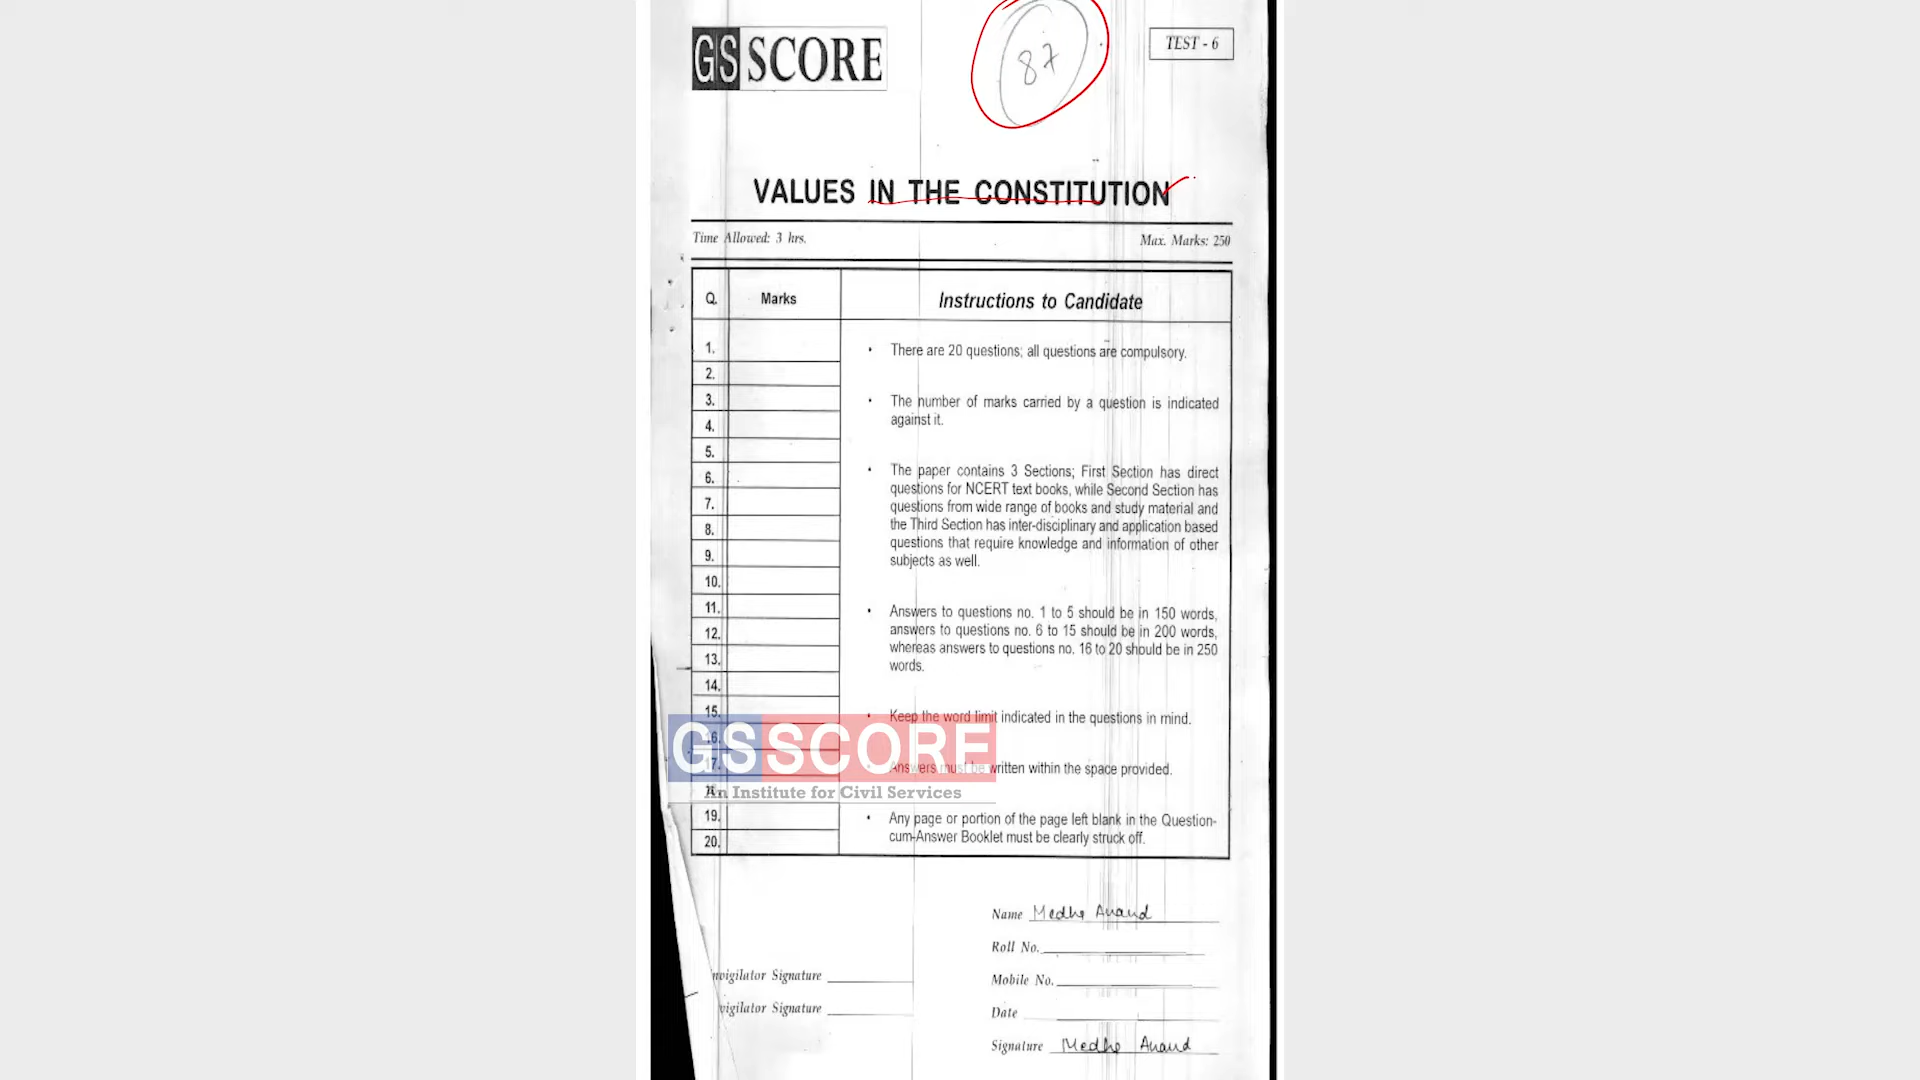 GS SCORE
87
TEST - 6
VALUES IN THE CONSTITUTION
Time Allowed: 3 hrs.
Max. Marks: 250
Q. Marks Instructions to Candidate
1.
2.
3.
4.
5.
6.
7.
8.
9.
10.
11.
12.
13.
14.
15.
16.
17.
18.
19.
20.
• There are 20 questions; all questions are compulsory.
• The number of marks carried by a question is indicated
against it.
• The paper contains 3 Sections; First Section has direct
questions for NCERT text books, while Second Section has
questions from wide range of books and study material and
the Third Section has inter-disciplinary and application based
questions that require knowledge and information of other
subjects as well.
• Answers to questions no. 1 to 5 should be in 150 words,
answers to questions no. 6 to 15 should be in 200 words,
whereas answers to questions no. 16 to 20 should be in 250
words.
• Keep the word limit indicated in the questions in mind.
• Answers must be written within the space provided.
• Any page or portion of the page left blank in the Question-
cum-Answer Booklet must be clearly struck off.
GS SCORE
An Institute for Civil Services
Name Medha Anand
Roll No.
Mobile No.
Date
Signature Medha Anand
nvigilator Signature
vigilator Signature